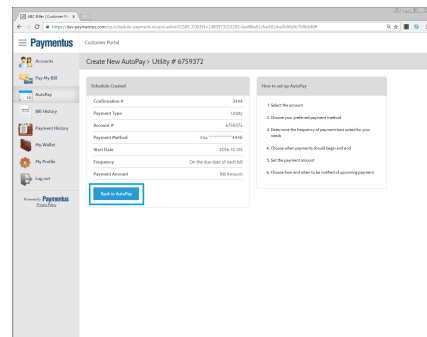 ABC Biller | Customer Po
Paymentus
Customer Portal
Accounts
Pay My Bill
AutoPay
Bill History
Payment History
My Wallet
My Profile
Log out
Powered by Paymentus
Privacy Policy
Create New AutoPay > Utility # 6759372
Schedule Created
Confirmation # 3444
Payment Type Utility
Account # 6759372
Payment Method Visa ************4448
Start Date 2016-12-05
Frequency On the due date of each bill
Payment Amount Bill Amount
Back to AutoPay
How to set up AutoPay
1. Select the account
2. Choose your preferred payment method
3. Determine the frequency of payment best suited for your
needs
4. Choose when payments should begin and end
5. Set the payment amount
6. Choose how and when to be notified of upcoming payment